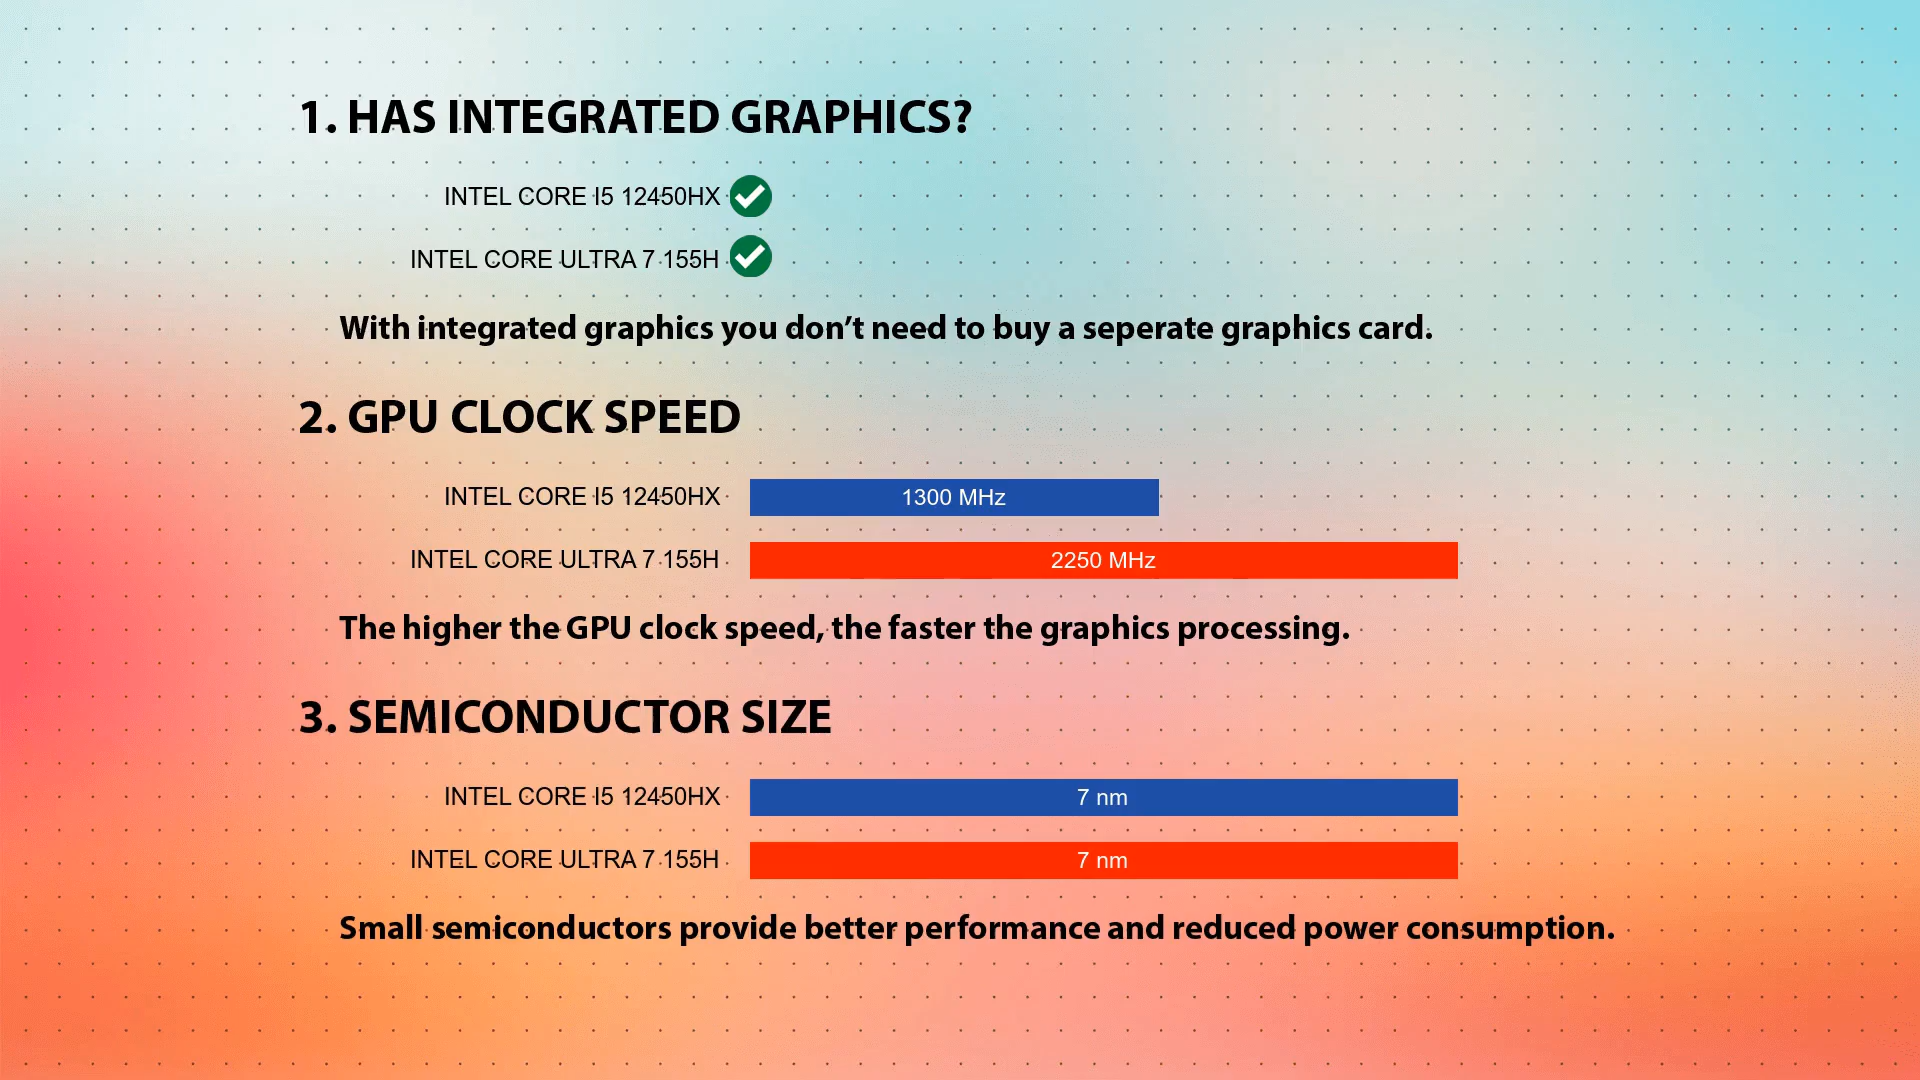 1. HAS INTEGRATED GRAPHICS?
INTEL CORE I5 12450HX
INTEL CORE ULTRA 7 155H
With integrated graphics you don’t need to buy a seperate graphics card.
2. GPU CLOCK SPEED
INTEL CORE I5 12450HX 1300 MHz
INTEL CORE ULTRA 7 155H 2250 MHz
The higher the GPU clock speed, the faster the graphics processing.
3. SEMICONDUCTOR SIZE
INTEL CORE I5 12450HX 7 nm
INTEL CORE ULTRA 7 155H 7 nm
Small semiconductors provide better performance and reduced power consumption.